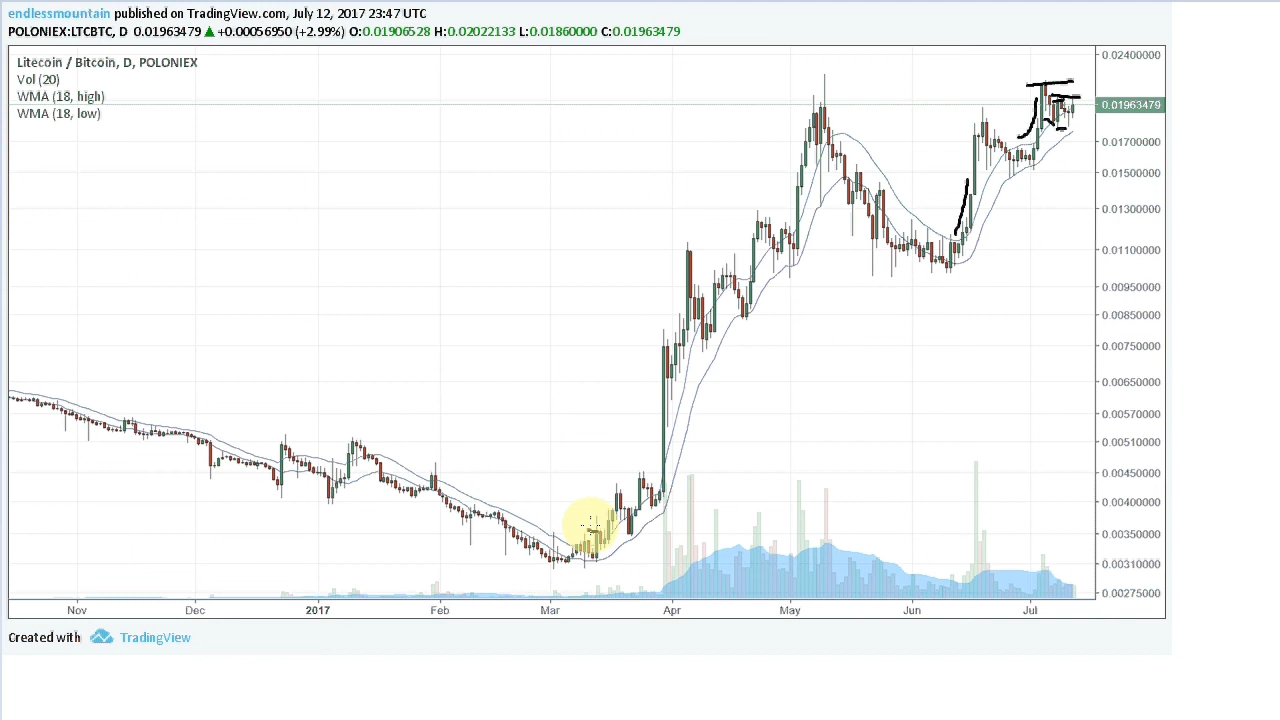 endlessmountain published on TradingView.com, July 12, 2017 23:47 UTC
POLONIEX:LTCBTC, D 0.01963479 ▲ +0.00056950 (+2.99%) O:0.01906528 H:0.02022133 L:0.01860000 C:0.01963479
Litecoin / Bitcoin, D, POLONIEX
Vol (20)
WMA (18, high)
WMA (18, low)
0.02400000
0.01963479
0.01700000
0.01500000
0.01300000
0.01100000
0.00950000
0.00850000
0.00750000
0.00650000
0.00570000
0.00510000
0.00450000
0.00400000
0.00350000
0.00310000
0.00275000
Nov Dec 2017 Feb Mar Apr May Jun Jul
Created with TradingView